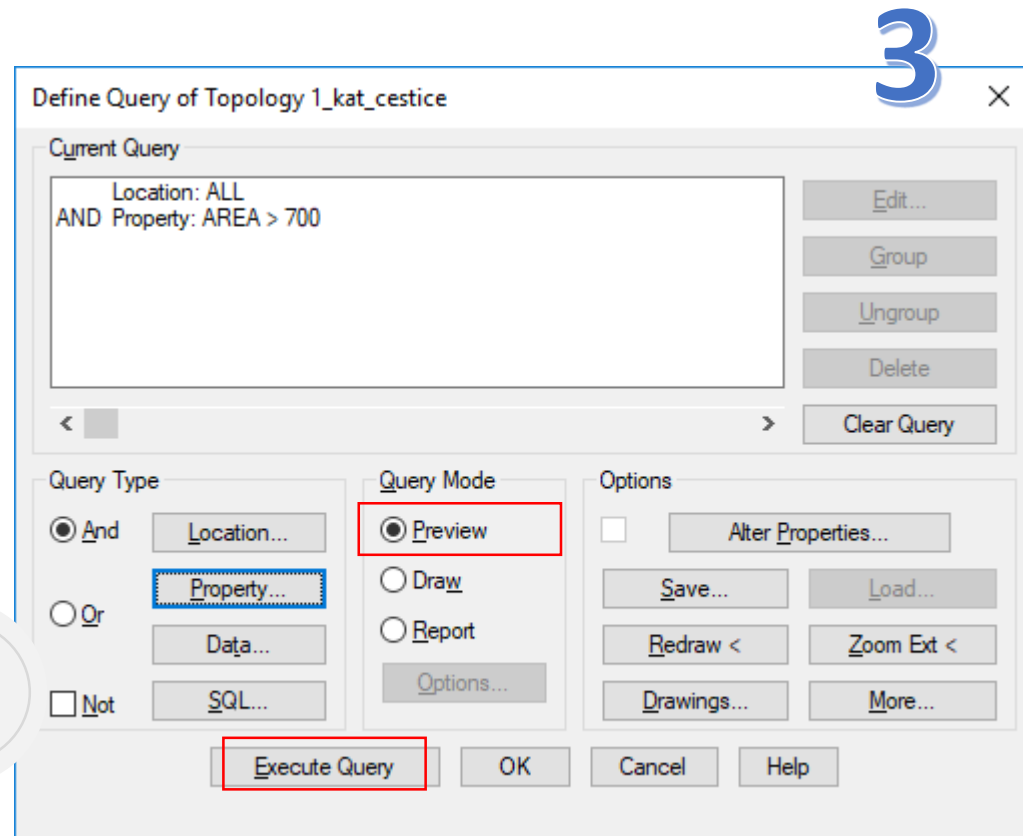 3
Define Query of Topology 1_kat_cestice
Current Query
Location: ALL
AND Property: AREA > 700
Edit...
Group
Ungroup
Delete
Clear Query
Query Type
And
Location...
Property...
Or
Data...
Not
SQL...
Query Mode
Preview
Draw
Report
Options...
Options
Alter Properties...
Save...
Load...
Redraw <
Zoom Ext <
Drawings...
More...
Execute Query
OK
Cancel
Help